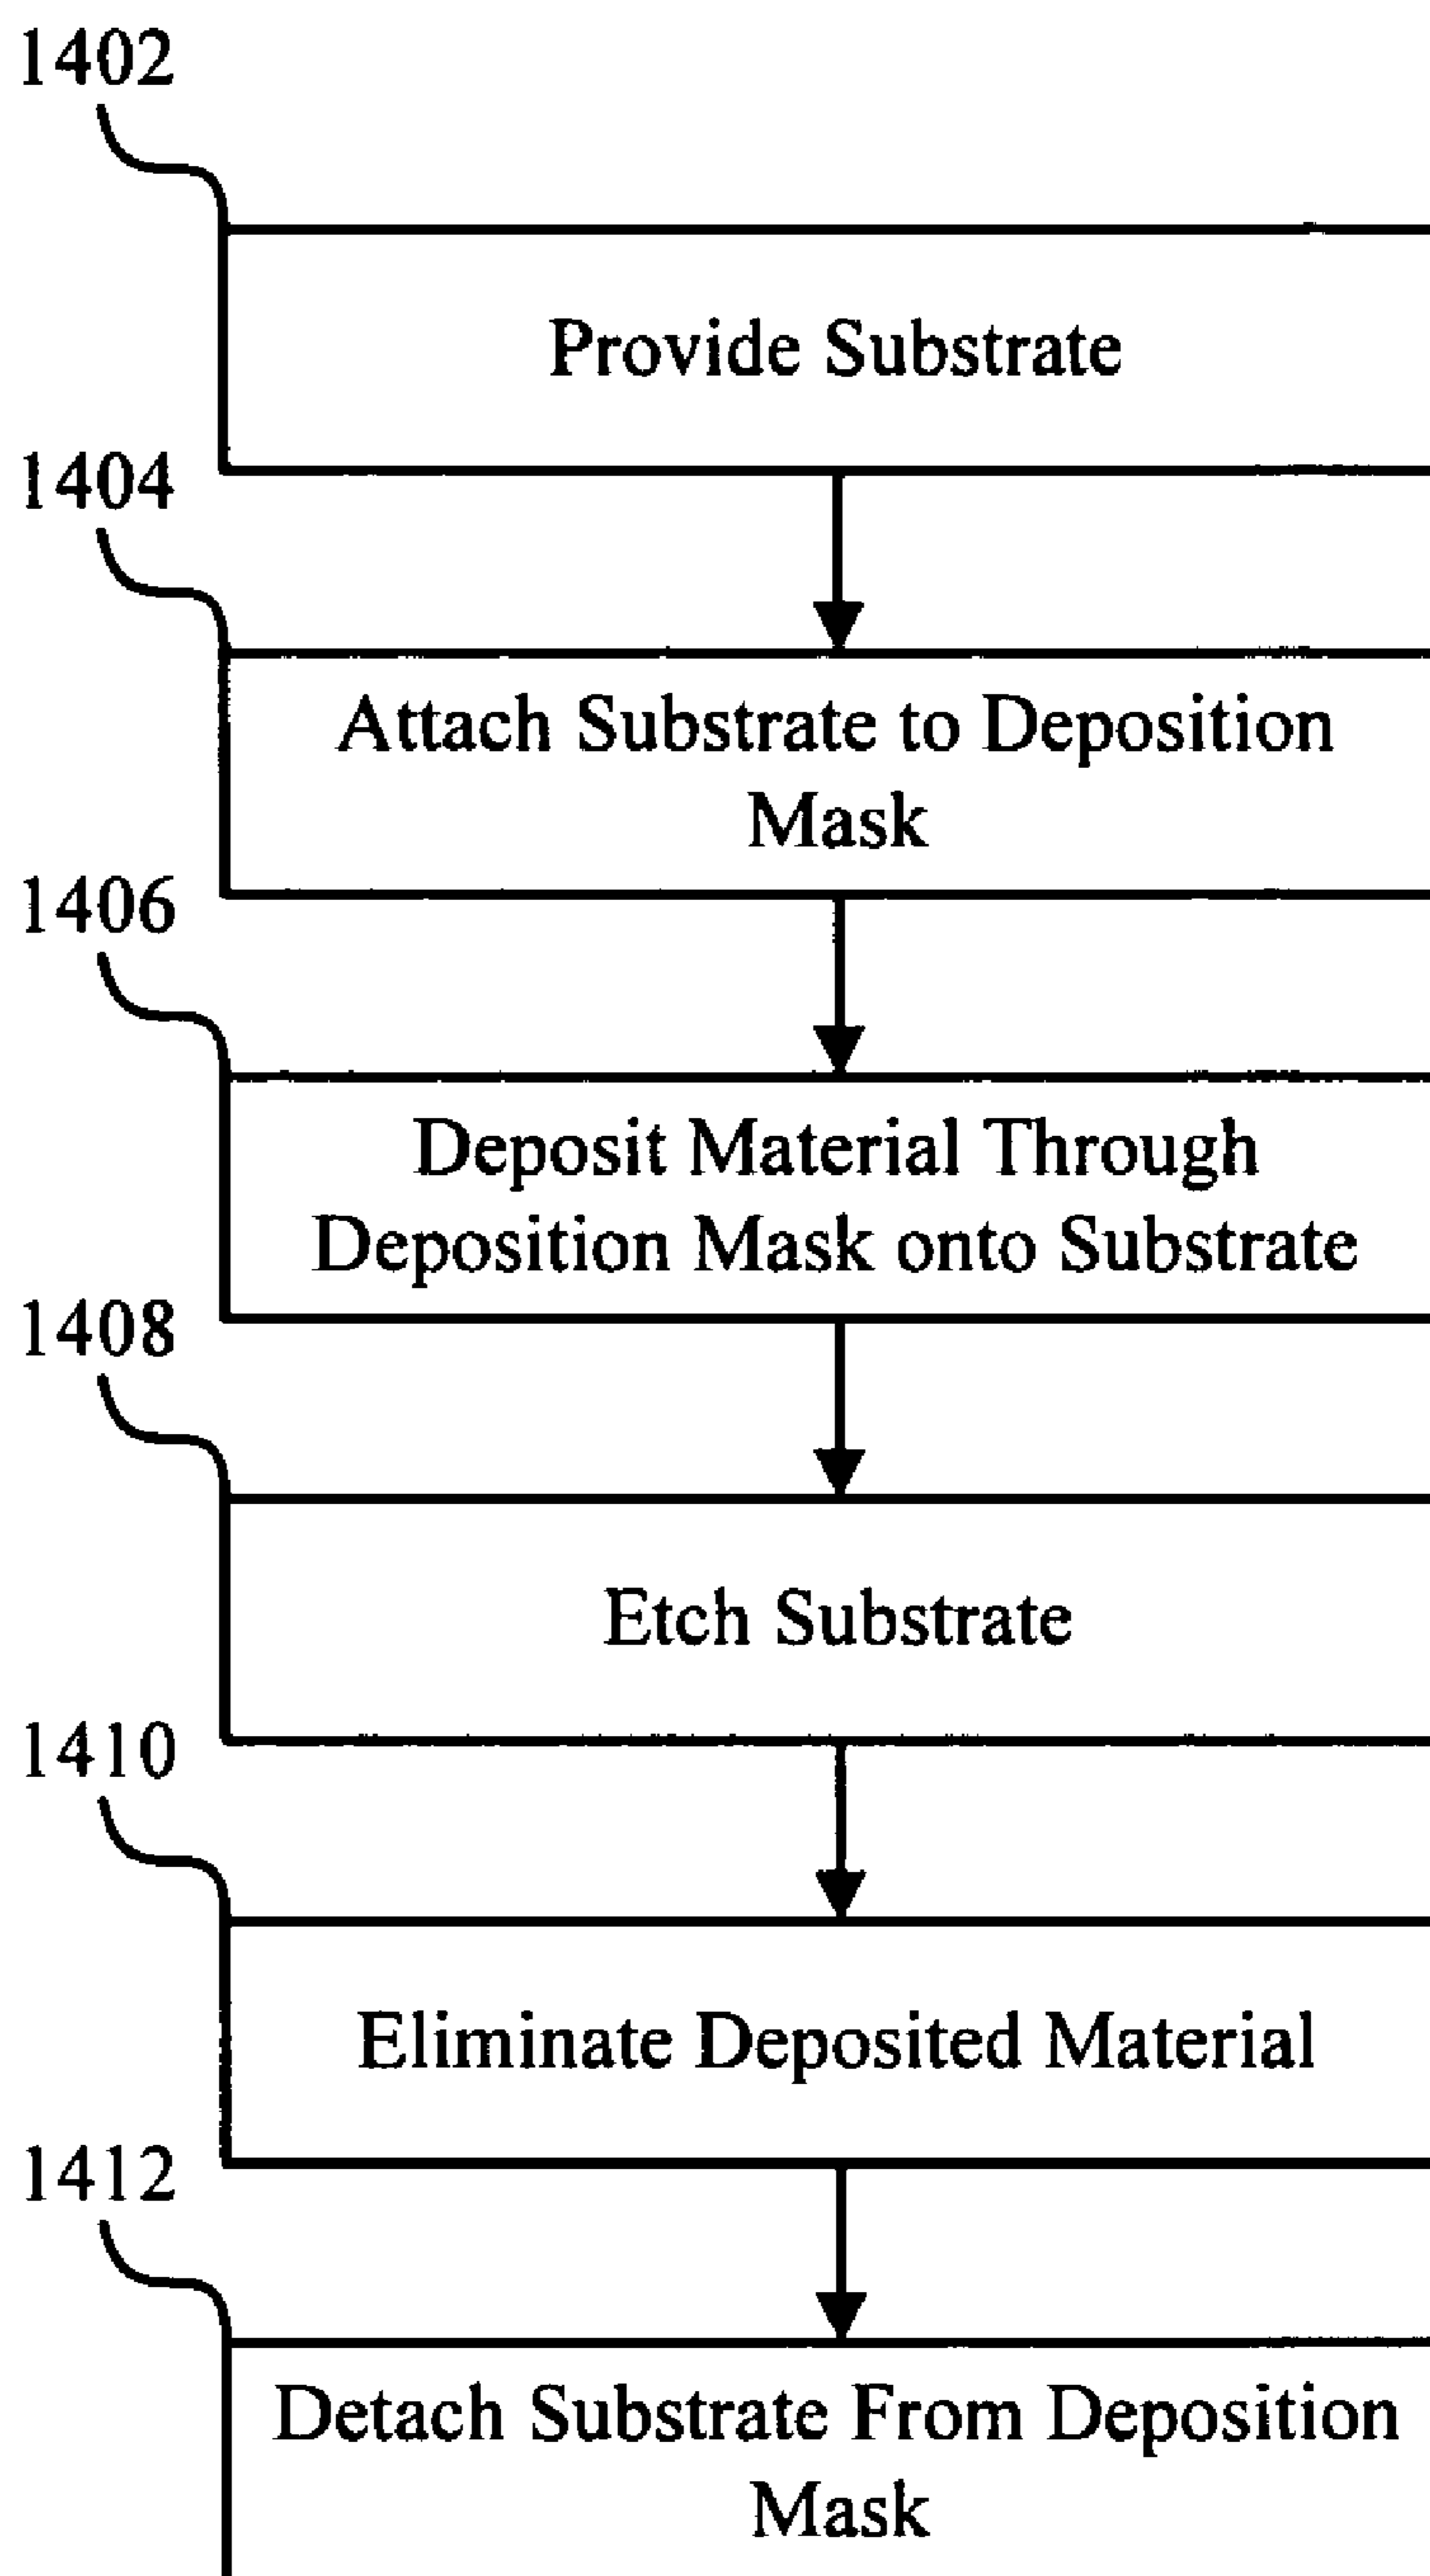 1402
Provide Substrate
1404
Attach Substrate to Deposition
Mask
1406
Deposit Material Through
Deposition Mask onto Substrate
1408
Etch Substrate
1410
Eliminate Deposited Material
1412
Detach Substrate From Deposition
Mask